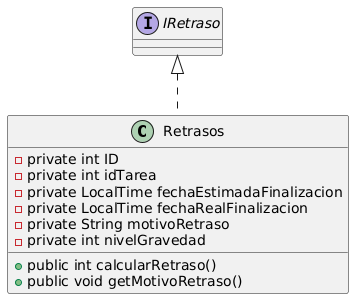 I IRetraso
C Retrasos
private int ID
private int idTarea
private LocalTime fechaEstimadaFinalizacion
private LocalTime fechaRealFinalizacion
private String motivoRetraso
private int nivelGravedad
public int calcularRetraso()
public void getMotivoRetraso()